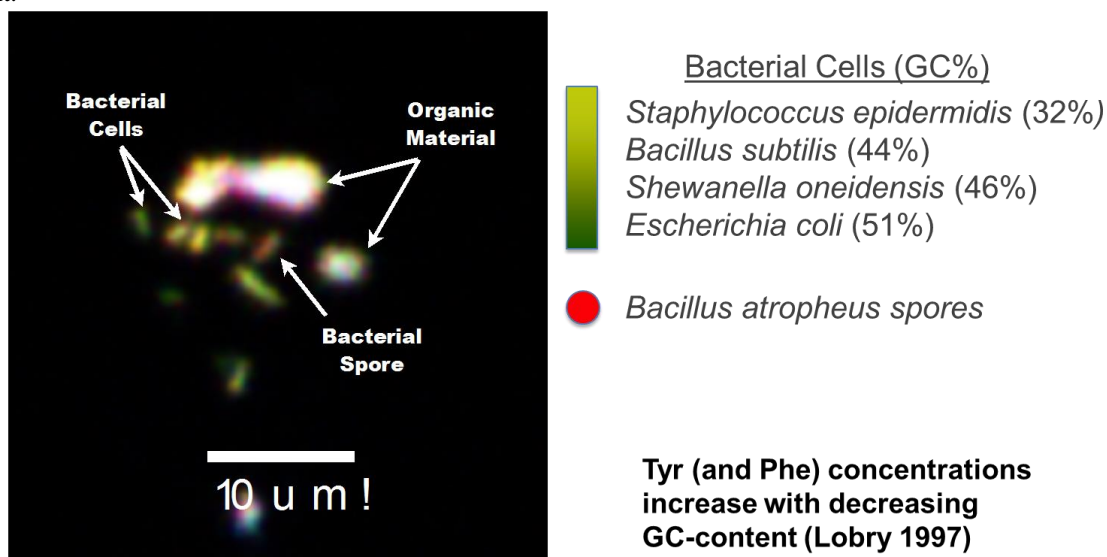 Bacterial
Cells
Organic
Material
Bacterial
Spore
10 u m !
Bacterial Cells (GC%)
Staphylococcus epidermidis (32%)
Bacillus subtilis (44%)
Shewanella oneidensis (46%)
Escherichia coli (51%)
Bacillus atropheus spores
Tyr (and Phe) concentrations
increase with decreasing
GC-content (Lobry 1997)